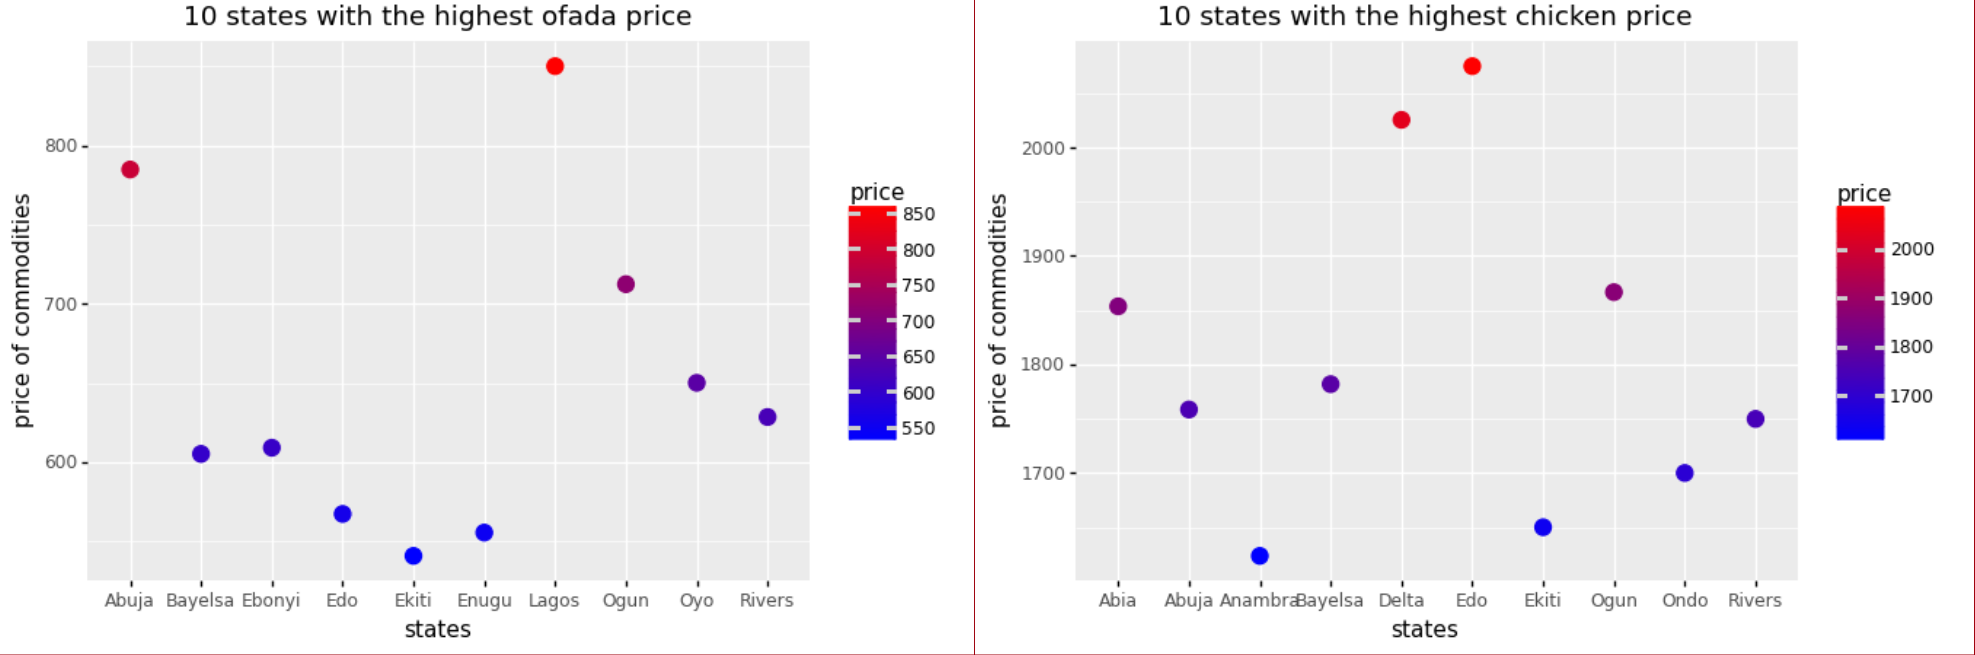 10 states with the highest ofada price
price of commodities
800
700
600
Abuja Bayelsa Ebonyi Edo Ekiti Enugu Lagos Ogun Oyo Rivers
states
price
850
800
750
700
650
600
550
10 states with the highest chicken price
price of commodities
2000
1900
1800
1700
Abia Abuja Anambra Bayelsa Delta Edo Ekiti Ogun Ondo Rivers
states
price
2000
1900
1800
1700